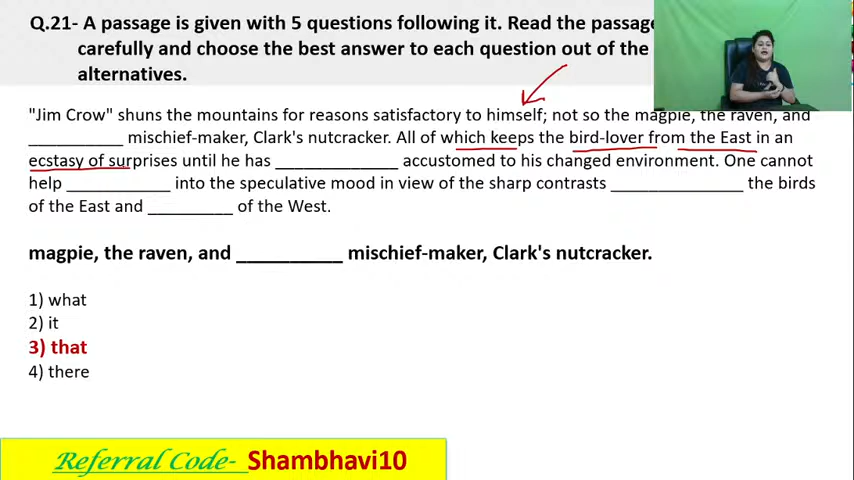 Q.21- A passage is given with 5 questions following it. Read the passage
carefully and choose the best answer to each question out of the
alternatives.
"Jim Crow" shuns the mountains for reasons satisfactory to himself; not so the magpie, the raven, and
__________ mischief-maker, Clark's nutcracker. All of which keeps the bird-lover from the East in an
ecstasy of surprises until he has _____________ accustomed to his changed environment. One cannot
help ___________ into the speculative mood in view of the sharp contrasts ______________ the birds
of the East and _________ of the West.
magpie, the raven, and __________ mischief-maker, Clark's nutcracker.
1) what
2) it
3) that
4) there
Referral Code- Shambhavi10